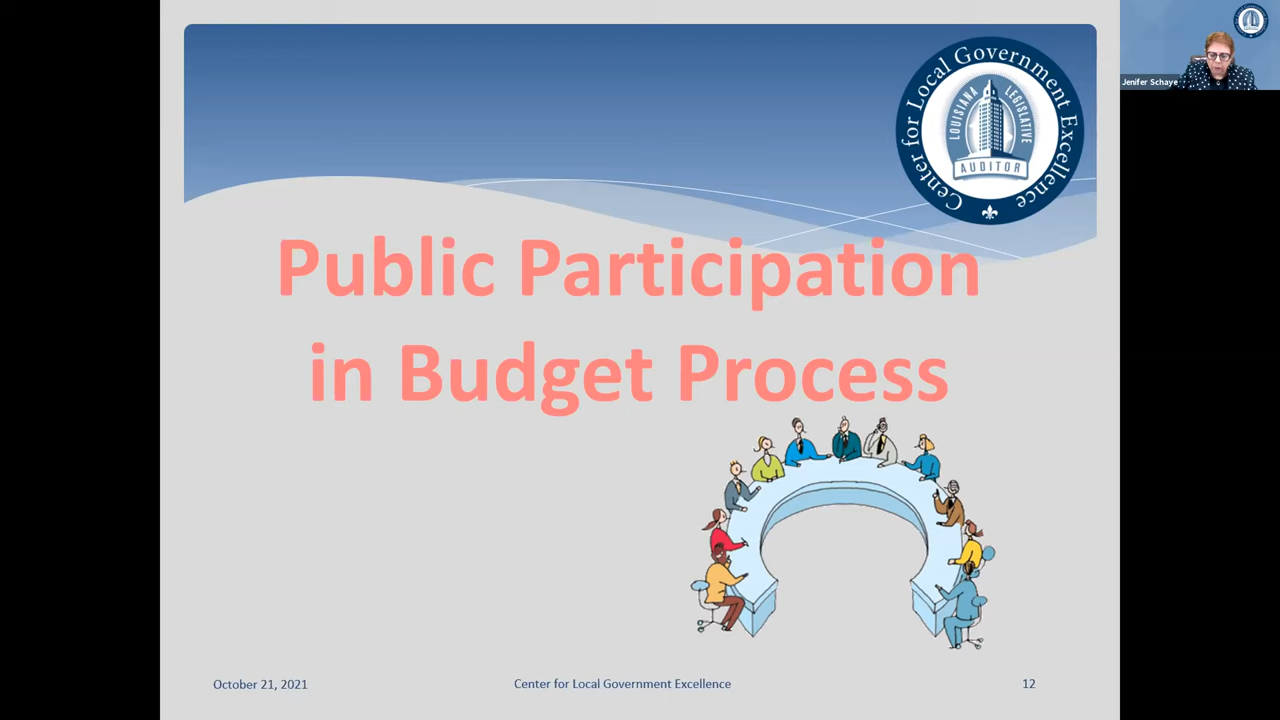 Center for Local Government Excellence
LOUISIANA LEGISLATIVE
AUDITOR
Jenifer Schaye
Public Participation
in Budget Process
October 21, 2021
Center for Local Government Excellence
12